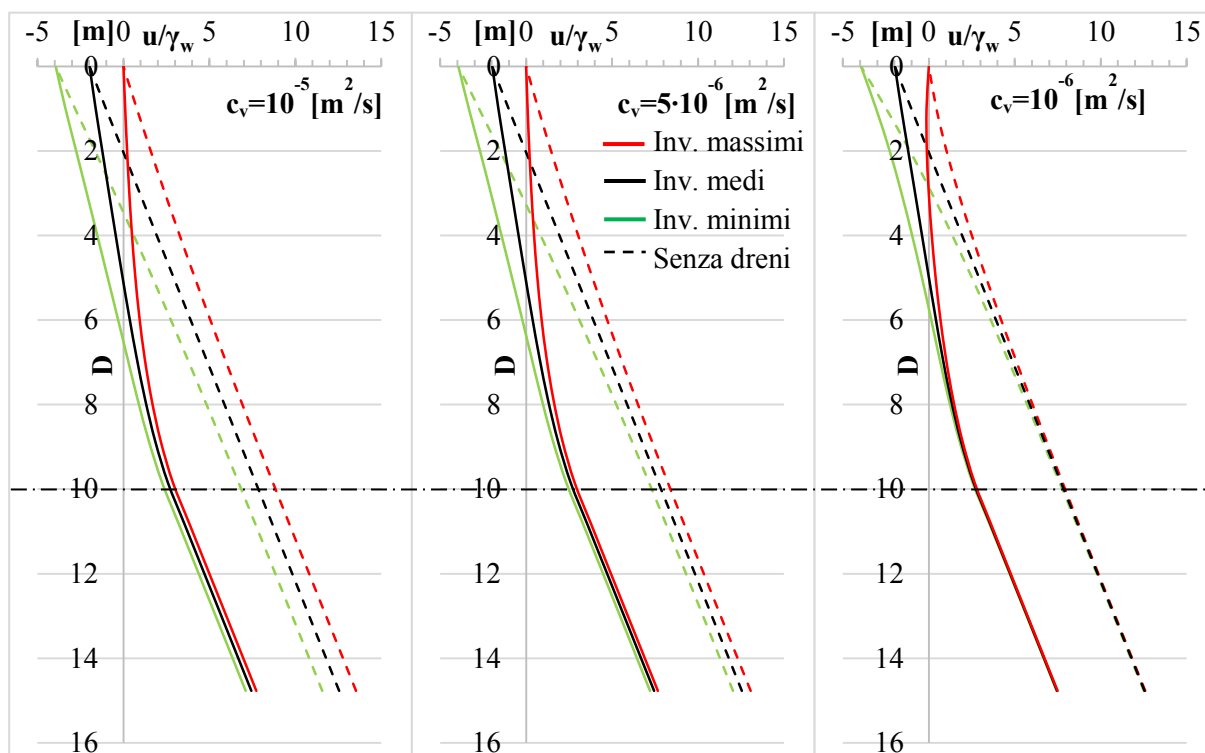 -5 [m] 0 u/γw 5 10 15
0
cv=10⁻⁵ [m²/s]
2
4
6
D
8
10
12
14
16
-5 [m] 0 u/γw 5 10 15
0
cv=5·10⁻⁶ [m²/s]
Inv. massimi
2
Inv. medi
Inv. minimi
4
Senza dreni
6
D
8
10
12
14
16
-5 [m] 0 u/γw 5 10 15
0
cv=10⁻⁶ [m²/s]
2
4
6
D
8
10
12
14
16